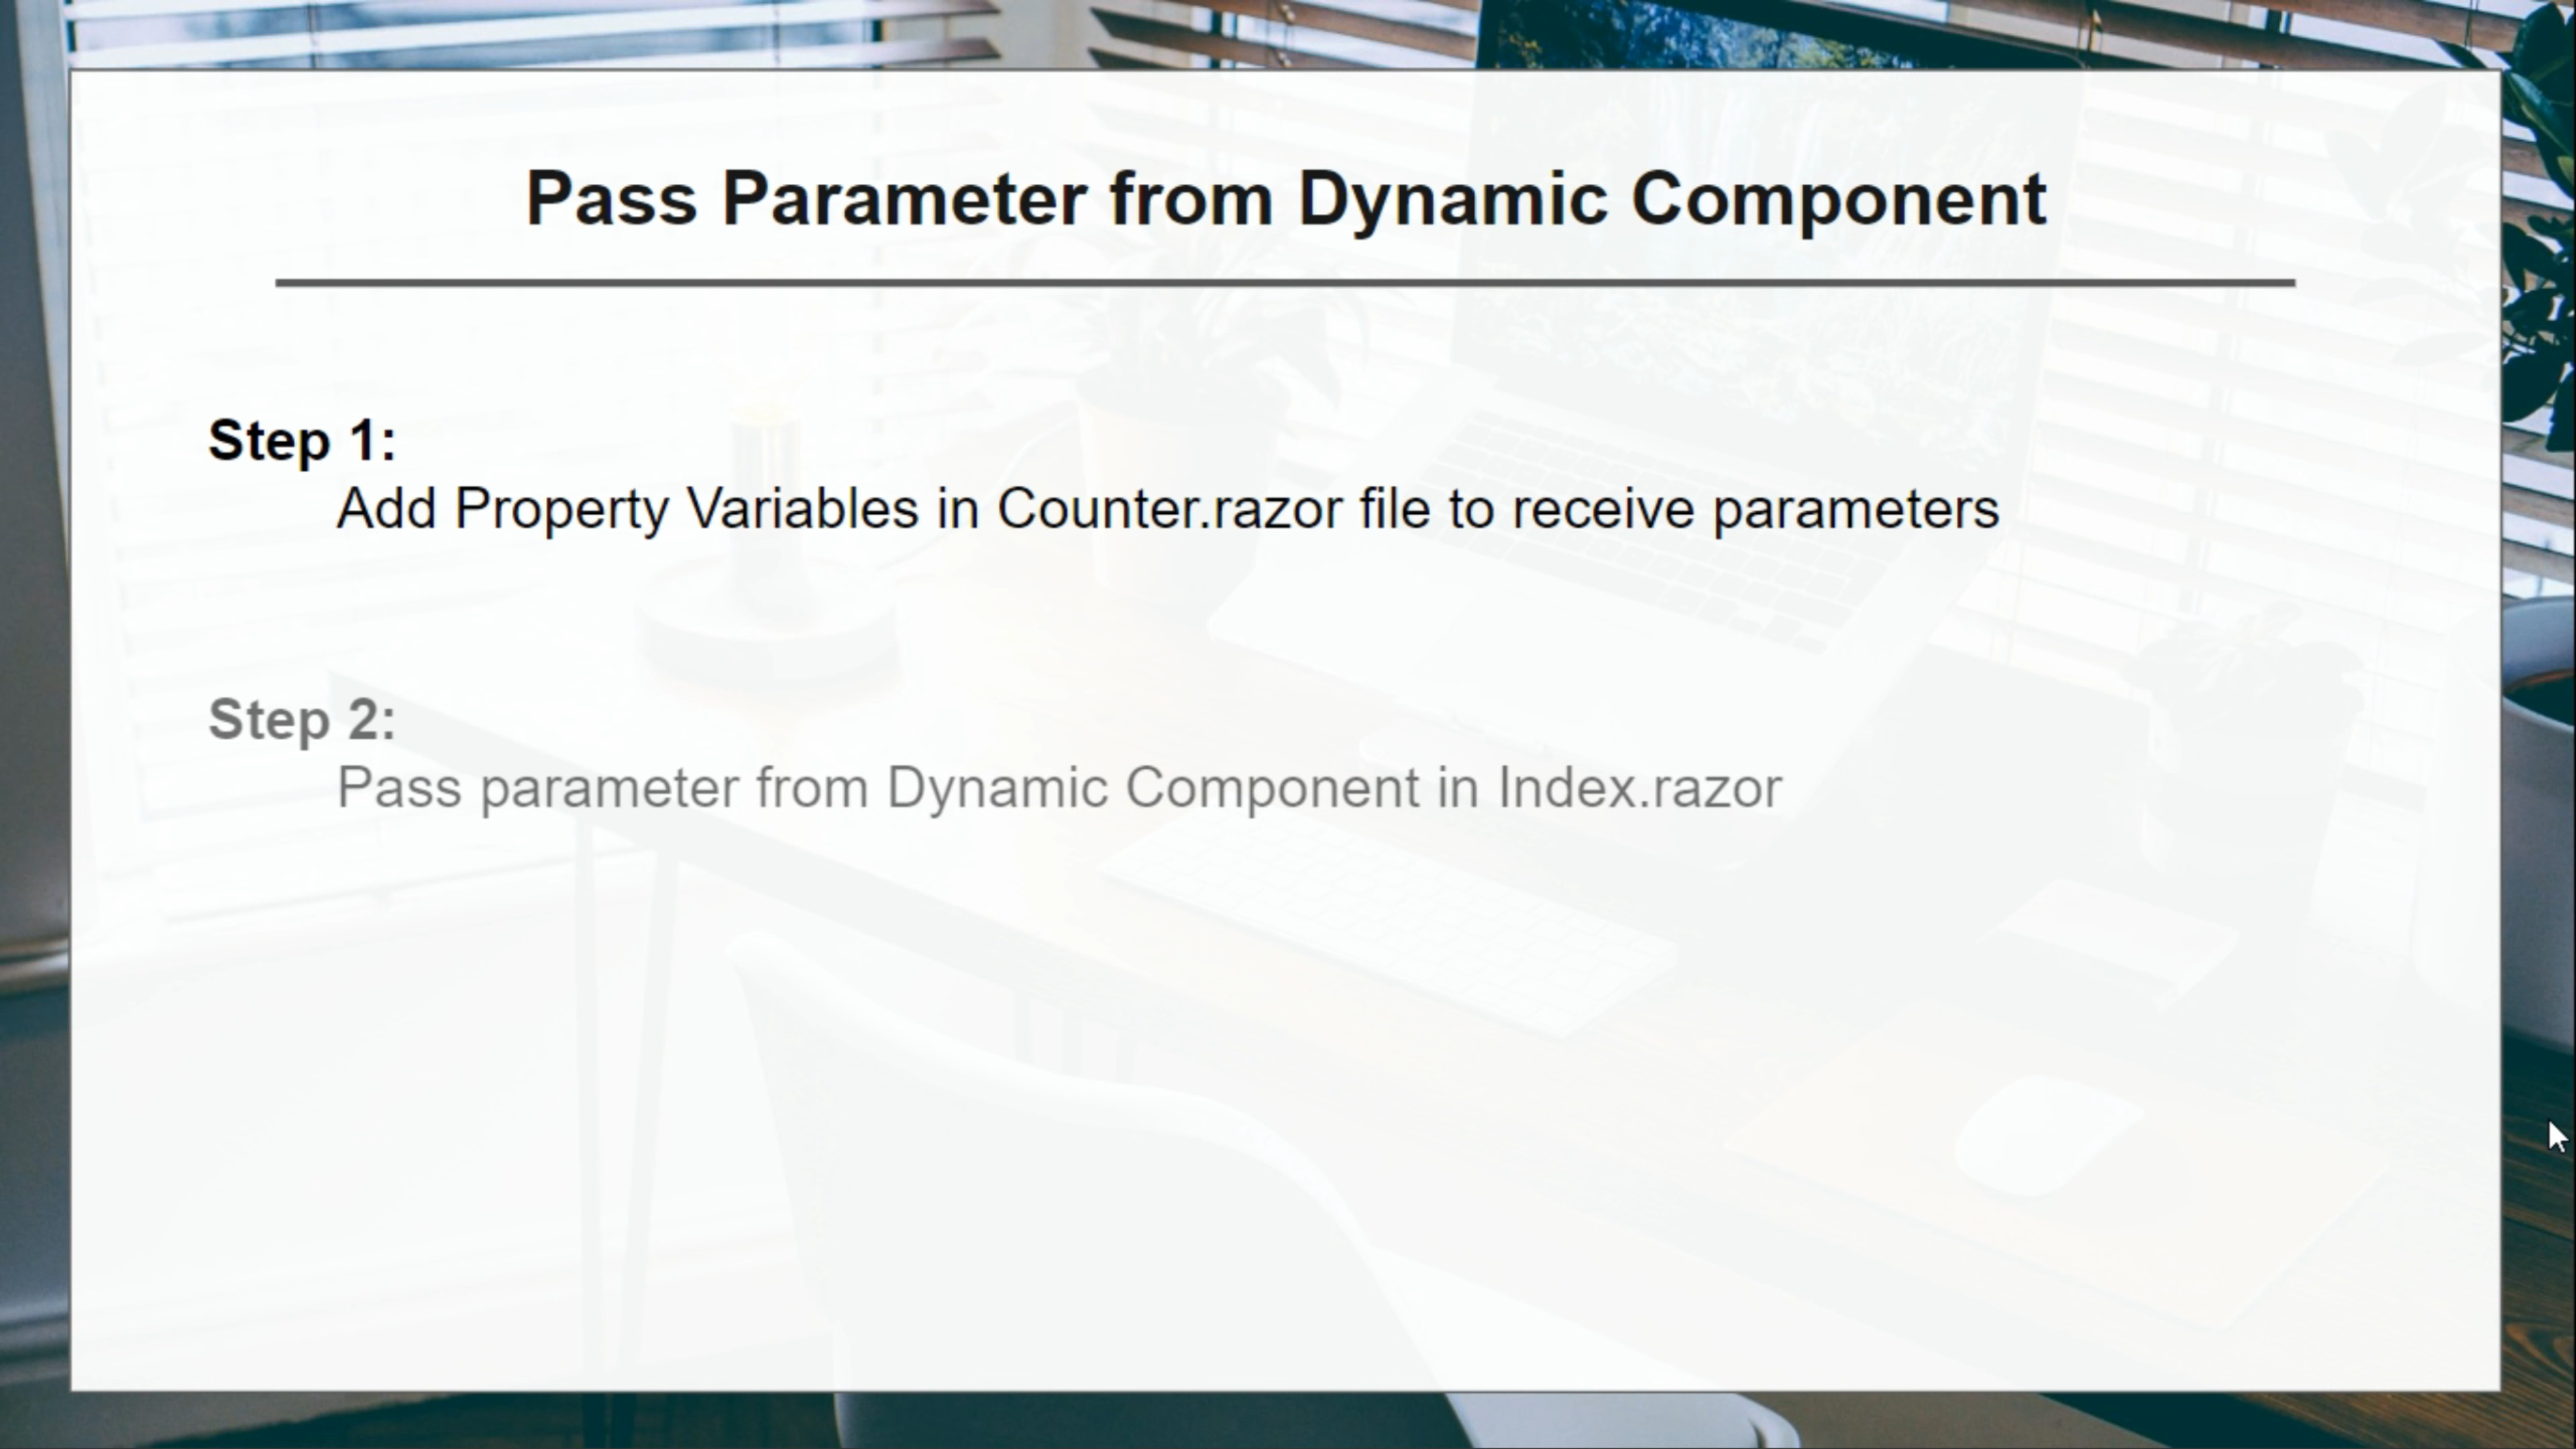 Pass Parameter from Dynamic Component
Step 1:
Add Property Variables in Counter.razor file to receive parameters
Step 2:
Pass parameter from Dynamic Component in Index.razor